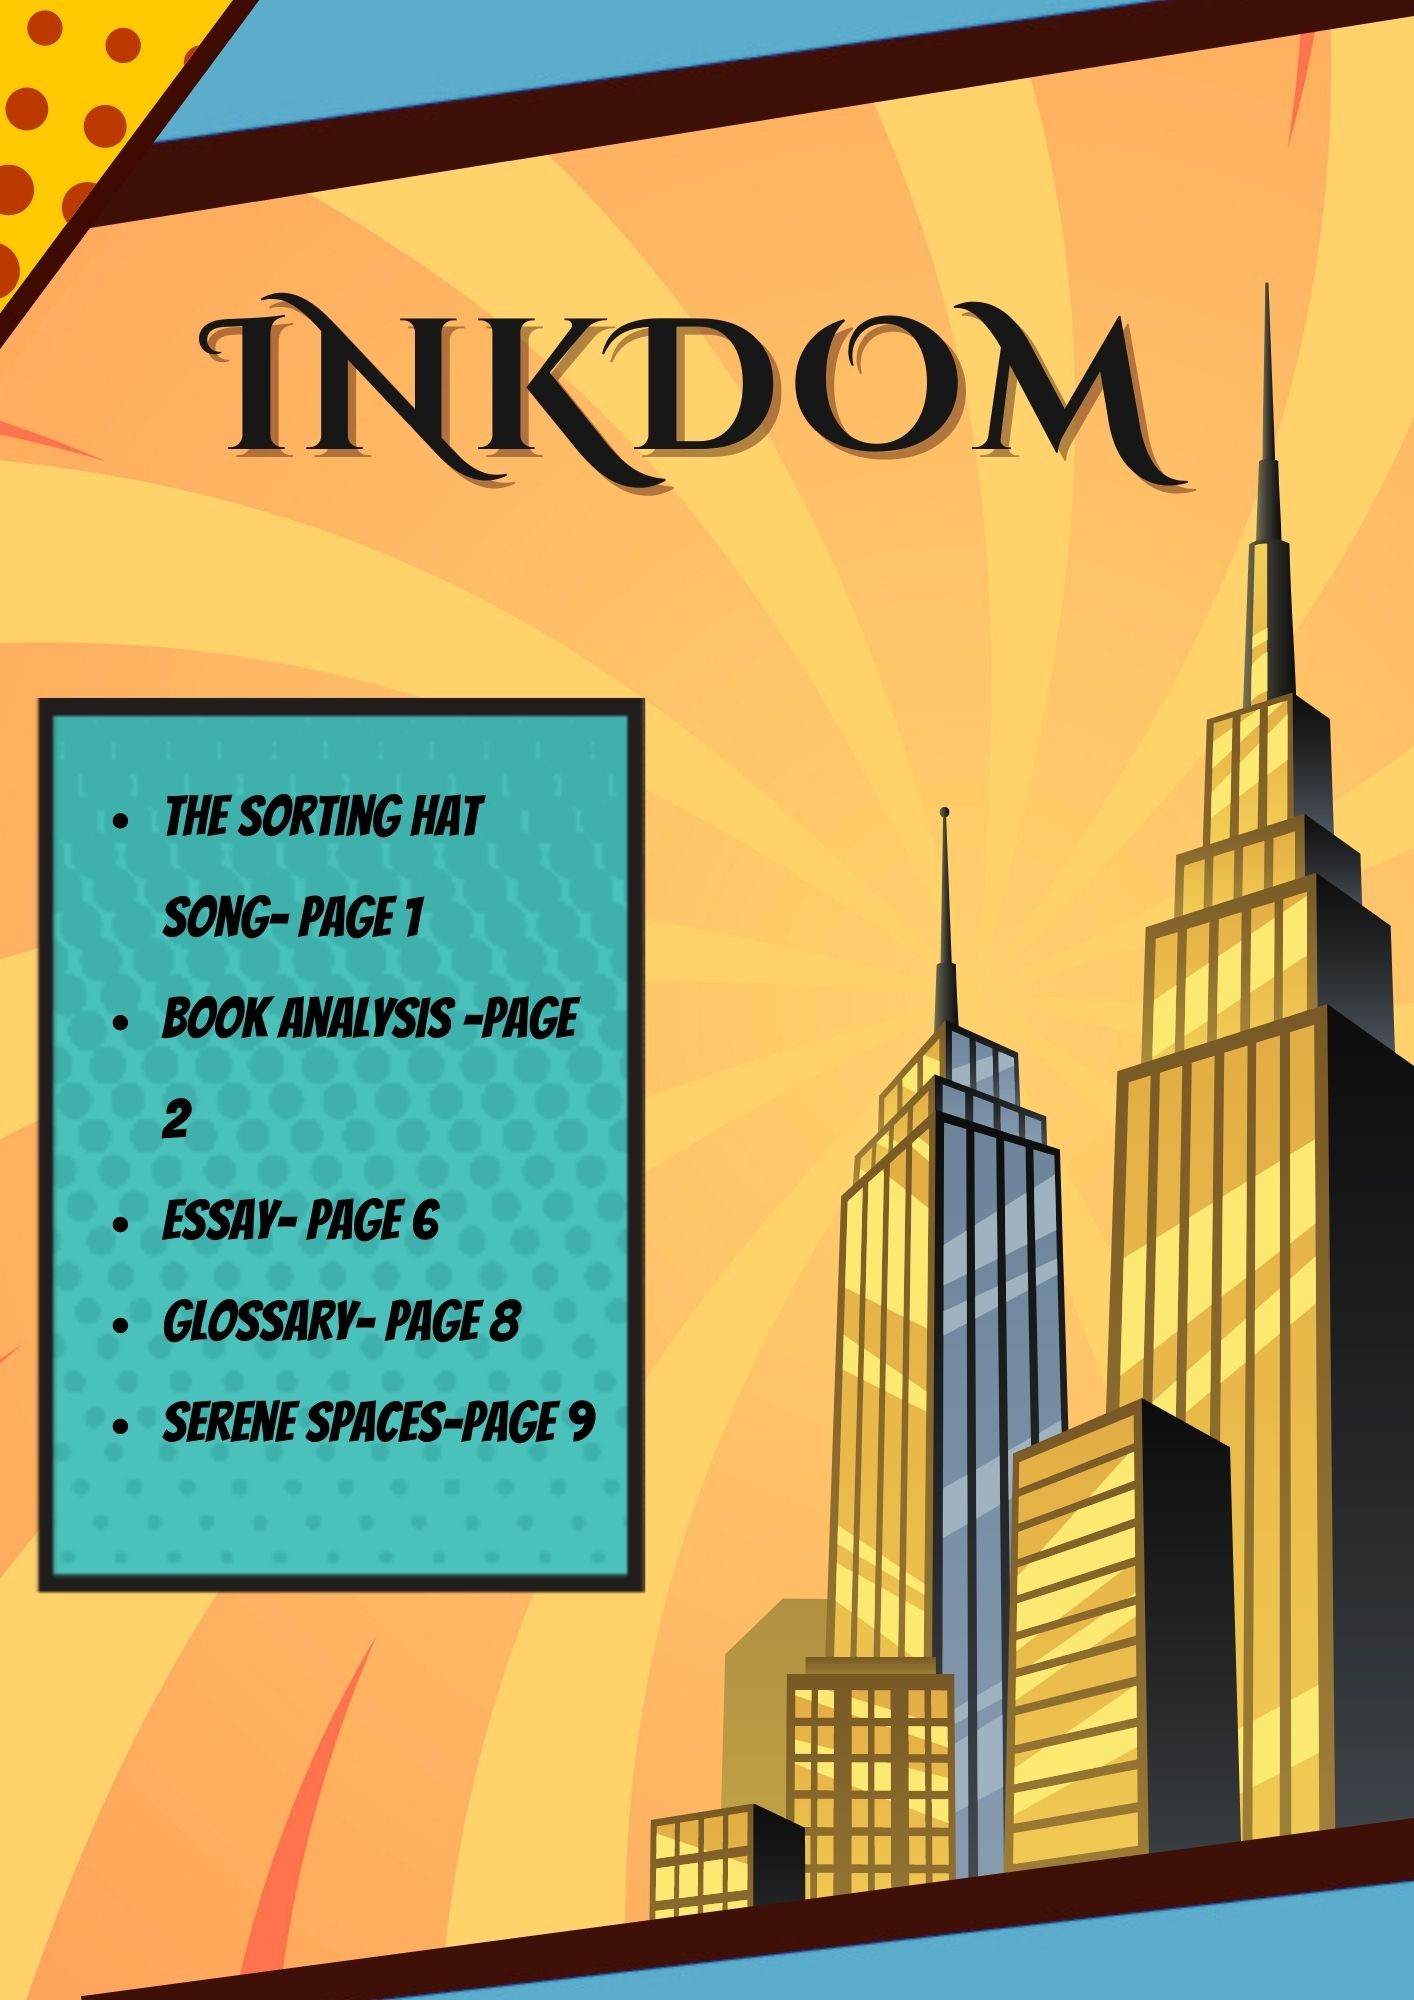 INKDOM
• THE SORTING HAT
SONG- PAGE 1
• BOOK ANALYSIS -PAGE
2
• ESSAY- PAGE 6
• GLOSSARY- PAGE 8
• SERENE SPACES-PAGE 9